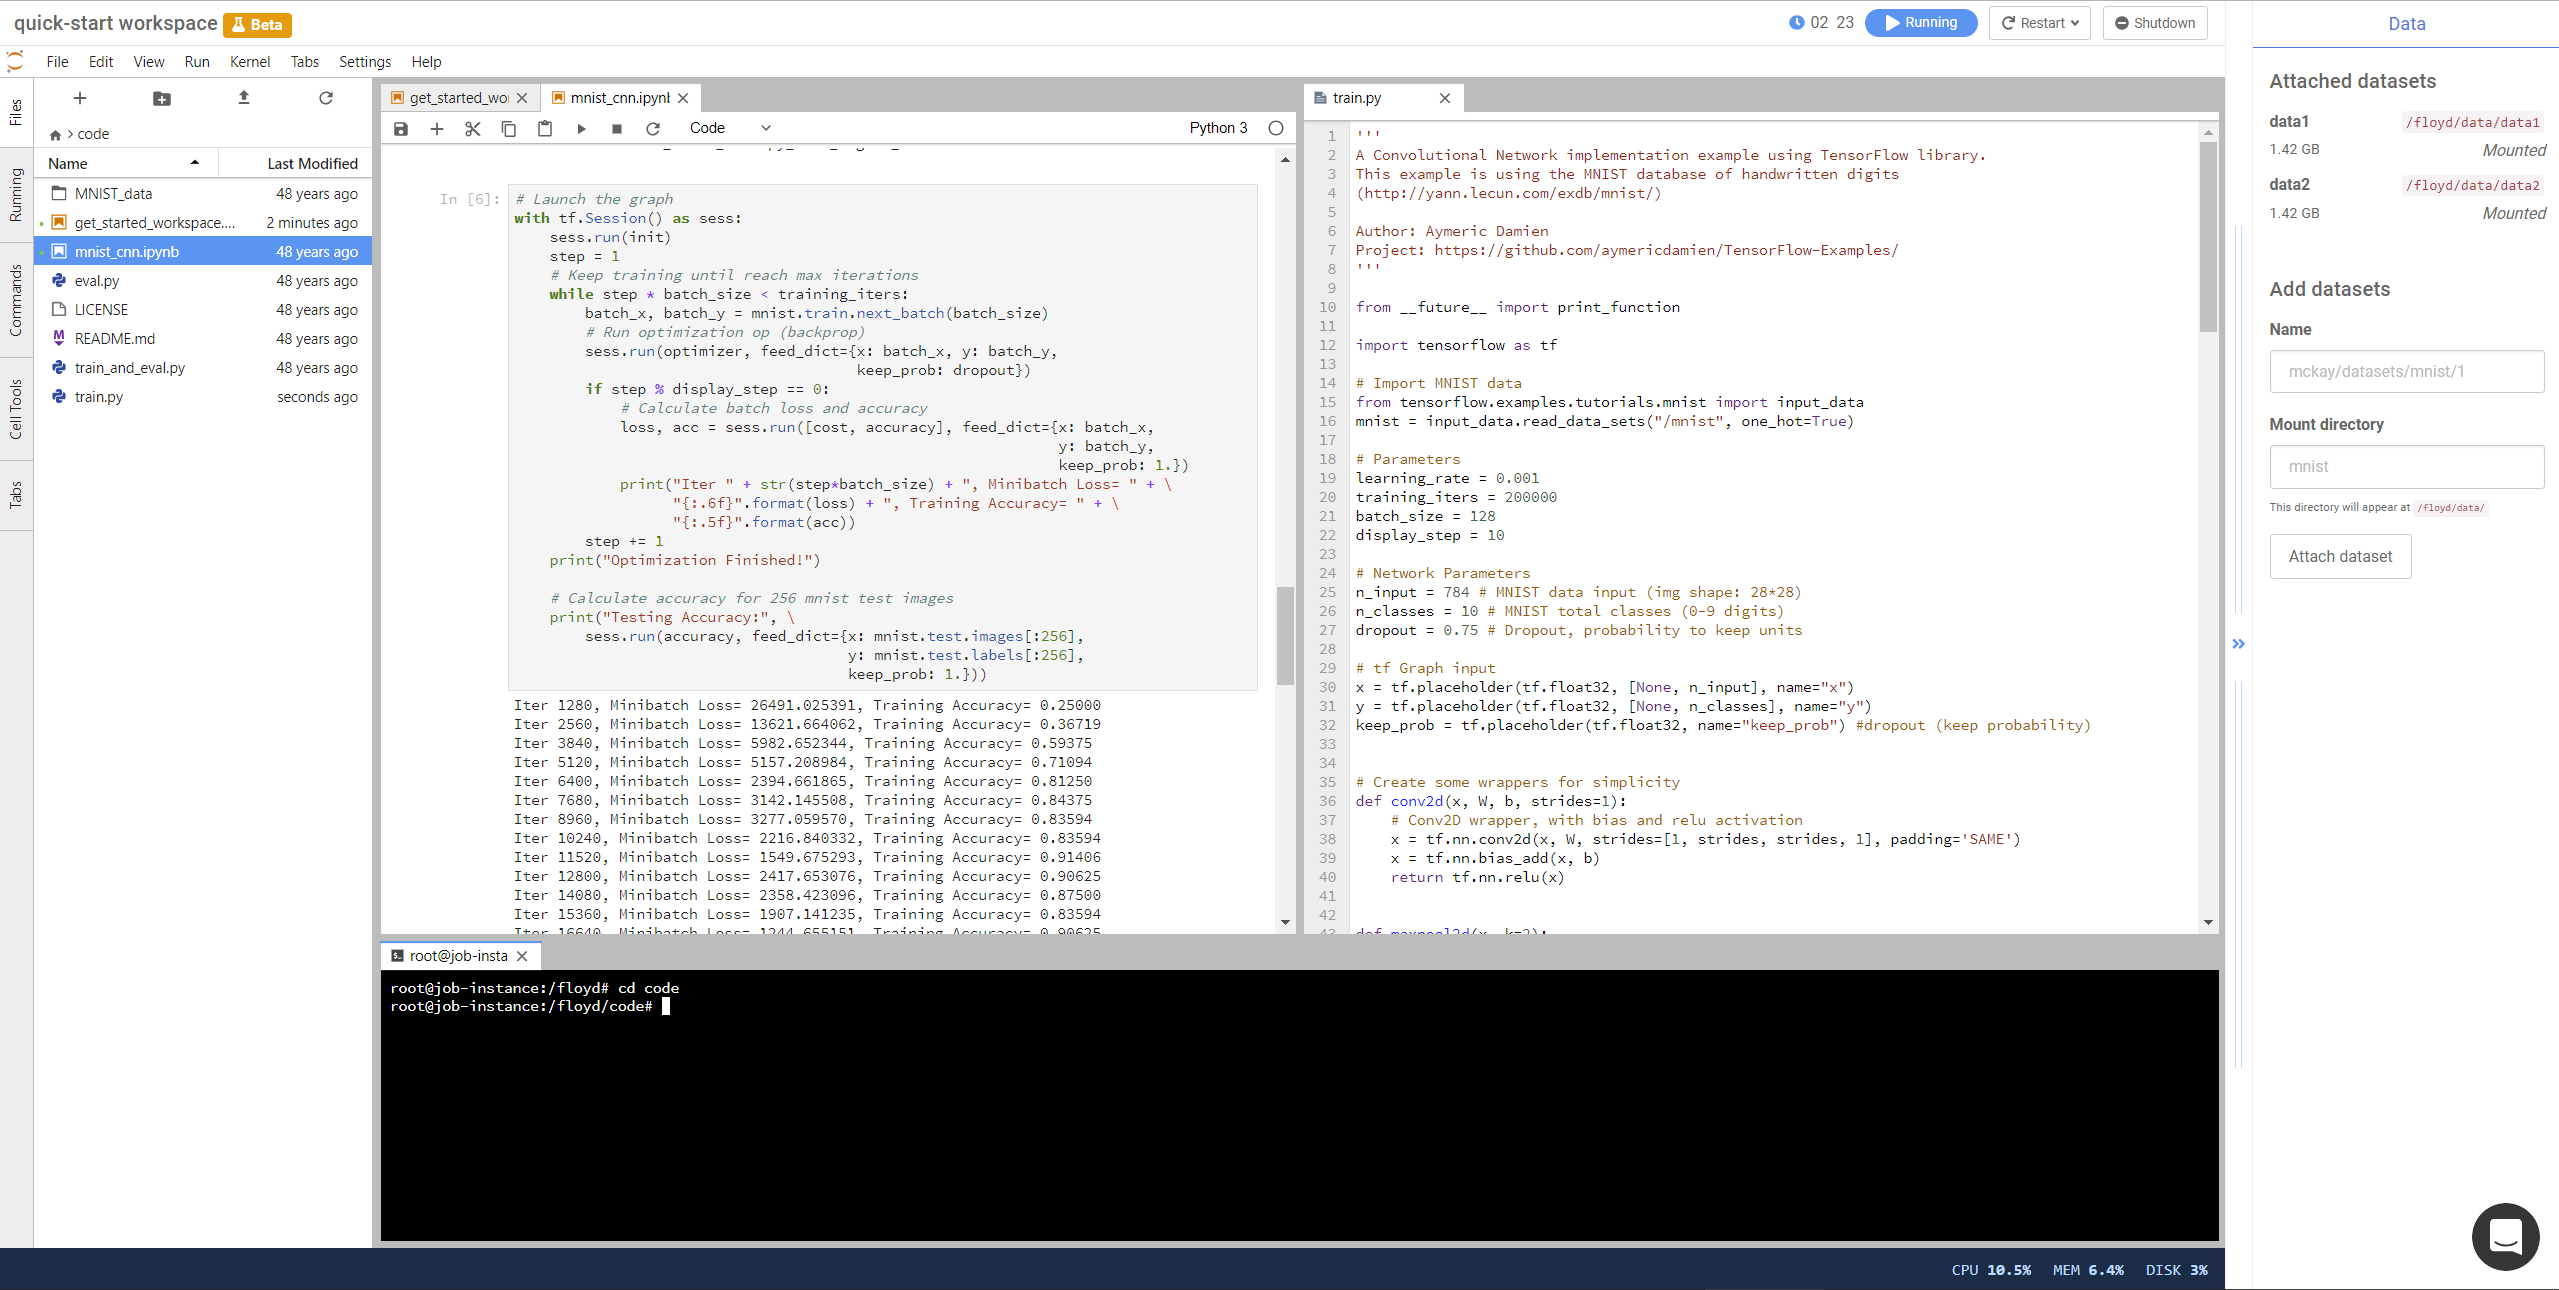 quick-start workspace Beta
02 23 Running Restart Shutdown
File Edit View Run Kernel Tabs Settings Help
Files
Running
Commands
Cell Tools
Tabs
> code
Name Last Modified
MNIST_data 48 years ago
get_started_workspace.... 2 minutes ago
mnist_cnn.ipynb 48 years ago
eval.py 48 years ago
LICENSE 48 years ago
README.md 48 years ago
train_and_eval.py 48 years ago
train.py seconds ago
get_started_wo mnist_cnn.ipynb
Code Python 3
In [6]:
# Launch the graph
with tf.Session() as sess:
    sess.run(init)
    step = 1
    # Keep training until reach max iterations
    while step * batch_size < training_iters:
        batch_x, batch_y = mnist.train.next_batch(batch_size)
        # Run optimization op (backprop)
        sess.run(optimizer, feed_dict={x: batch_x, y: batch_y,
                                       keep_prob: dropout})
        if step % display_step == 0:
            # Calculate batch loss and accuracy
            loss, acc = sess.run([cost, accuracy], feed_dict={x: batch_x,
                                                              y: batch_y,
                                                              keep_prob: 1.})
            print("Iter " + str(step*batch_size) + ", Minibatch Loss= " + \
                  "{:.6f}".format(loss) + ", Training Accuracy= " + \
                  "{:.5f}".format(acc))
        step += 1
    print("Optimization Finished!")
    # Calculate accuracy for 256 mnist test images
    print("Testing Accuracy:", \
        sess.run(accuracy, feed_dict={x: mnist.test.images[:256],
                                      y: mnist.test.labels[:256],
                                      keep_prob: 1.}))
Iter 1280, Minibatch Loss= 26491.025391, Training Accuracy= 0.25000
Iter 2560, Minibatch Loss= 13621.664062, Training Accuracy= 0.36719
Iter 3840, Minibatch Loss= 5982.652344, Training Accuracy= 0.59375
Iter 5120, Minibatch Loss= 5157.208984, Training Accuracy= 0.71094
Iter 6400, Minibatch Loss= 2394.661865, Training Accuracy= 0.81250
Iter 7680, Minibatch Loss= 3142.145508, Training Accuracy= 0.84375
Iter 8960, Minibatch Loss= 3277.059570, Training Accuracy= 0.83594
Iter 10240, Minibatch Loss= 2216.840332, Training Accuracy= 0.83594
Iter 11520, Minibatch Loss= 1549.675293, Training Accuracy= 0.91406
Iter 12800, Minibatch Loss= 2417.653076, Training Accuracy= 0.90625
Iter 14080, Minibatch Loss= 2358.423096, Training Accuracy= 0.87500
Iter 15360, Minibatch Loss= 1907.141235, Training Accuracy= 0.83594
Iter 16640, Minibatch Loss= 1244.655151, Training Accuracy= 0.90625
train.py
1 '''
2 A Convolutional Network implementation example using TensorFlow library.
3 This example is using the MNIST database of handwritten digits
4 (http://yann.lecun.com/exdb/mnist/)
5
6 Author: Aymeric Damien
7 Project: https://github.com/aymericdamien/TensorFlow-Examples/
8 '''
9
10 from __future__ import print_function
11
12 import tensorflow as tf
13
14 # Import MNIST data
15 from tensorflow.examples.tutorials.mnist import input_data
16 mnist = input_data.read_data_sets("/mnist", one_hot=True)
17
18 # Parameters
19 learning_rate = 0.001
20 training_iters = 200000
21 batch_size = 128
22 display_step = 10
23
24 # Network Parameters
25 n_input = 784 # MNIST data input (img shape: 28*28)
26 n_classes = 10 # MNIST total classes (0-9 digits)
27 dropout = 0.75 # Dropout, probability to keep units
28
29 # tf Graph input
30 x = tf.placeholder(tf.float32, [None, n_input], name="x")
31 y = tf.placeholder(tf.float32, [None, n_classes], name="y")
32 keep_prob = tf.placeholder(tf.float32, name="keep_prob") #dropout (keep probability)
33
34
35 # Create some wrappers for simplicity
36 def conv2d(x, W, b, strides=1):
37     # Conv2D wrapper, with bias and relu activation
38     x = tf.nn.conv2d(x, W, strides=[1, strides, strides, 1], padding='SAME')
39     x = tf.nn.bias_add(x, b)
40     return tf.nn.relu(x)
41
42
43 def maxpool2d(x, k=2):
root@job-insta
root@job-instance:/floyd# cd code
root@job-instance:/floyd/code#
CPU 10.5% MEM 6.4% DISK 3%
Data
Attached datasets
data1 /floyd/data/data1
1.42 GB Mounted
data2 /floyd/data/data2
1.42 GB Mounted
Add datasets
Name
mckay/datasets/mnist/1
Mount directory
mnist
This directory will appear at /floyd/data/
Attach dataset